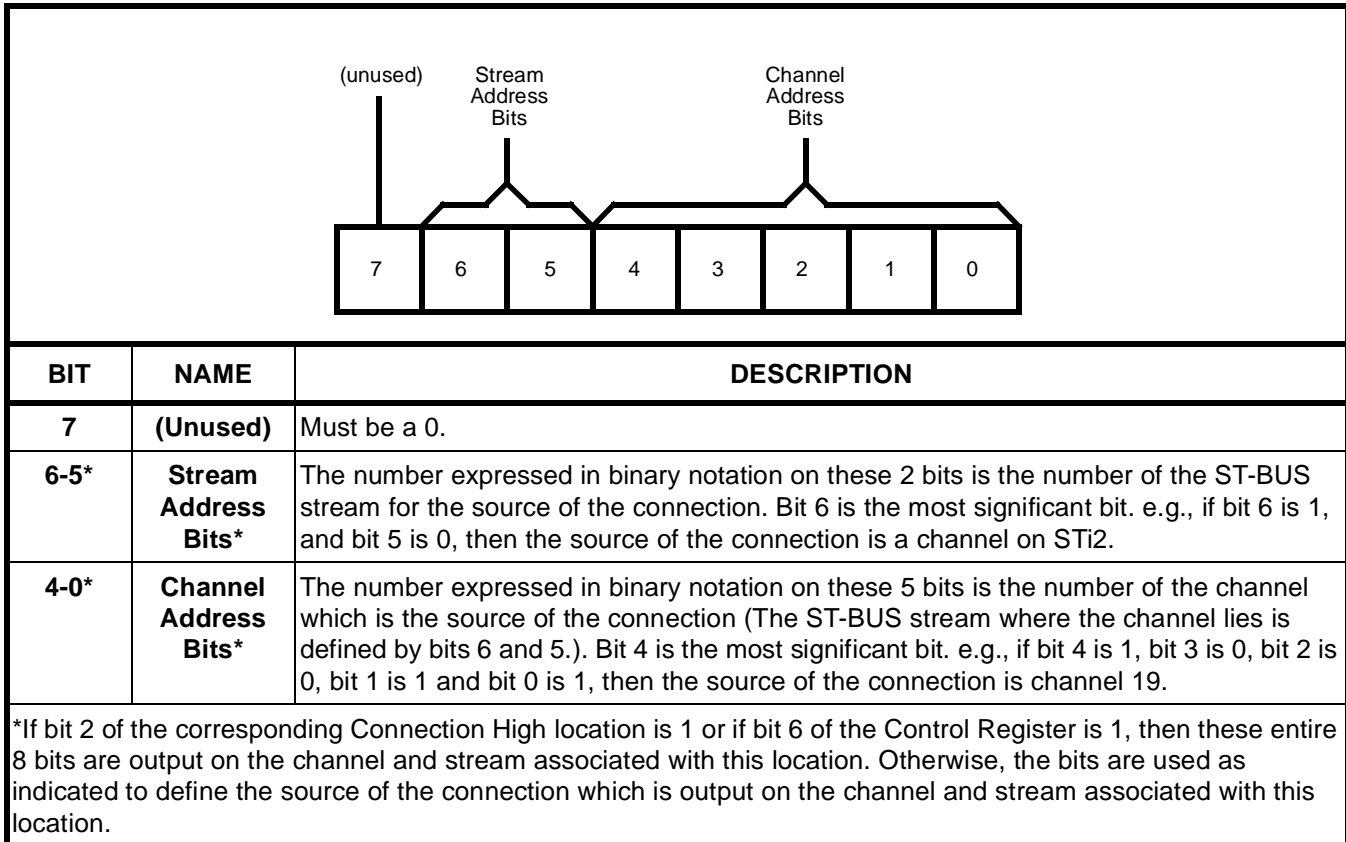 (unused)
Stream
Address
Bits
Channel
Address
Bits
7 6 5 4 3 2 1 0
BIT NAME DESCRIPTION
7 (Unused) Must be a 0.
6-5* Stream Address Bits* The number expressed in binary notation on these 2 bits is the number of the ST-BUS
stream for the source of the connection. Bit 6 is the most significant bit. e.g., if bit 6 is 1,
and bit 5 is 0, then the source of the connection is a channel on STi2.
4-0* Channel Address Bits* The number expressed in binary notation on these 5 bits is the number of the channel
which is the source of the connection (The ST-BUS stream where the channel lies is
defined by bits 6 and 5.). Bit 4 is the most significant bit. e.g., if bit 4 is 1, bit 3 is 0, bit 2 is
0, bit 1 is 1 and bit 0 is 1, then the source of the connection is channel 19.
*If bit 2 of the corresponding Connection High location is 1 or if bit 6 of the Control Register is 1, then these entire
8 bits are output on the channel and stream associated with this location. Otherwise, the bits are used as
indicated to define the source of the connection which is output on the channel and stream associated with this
location.